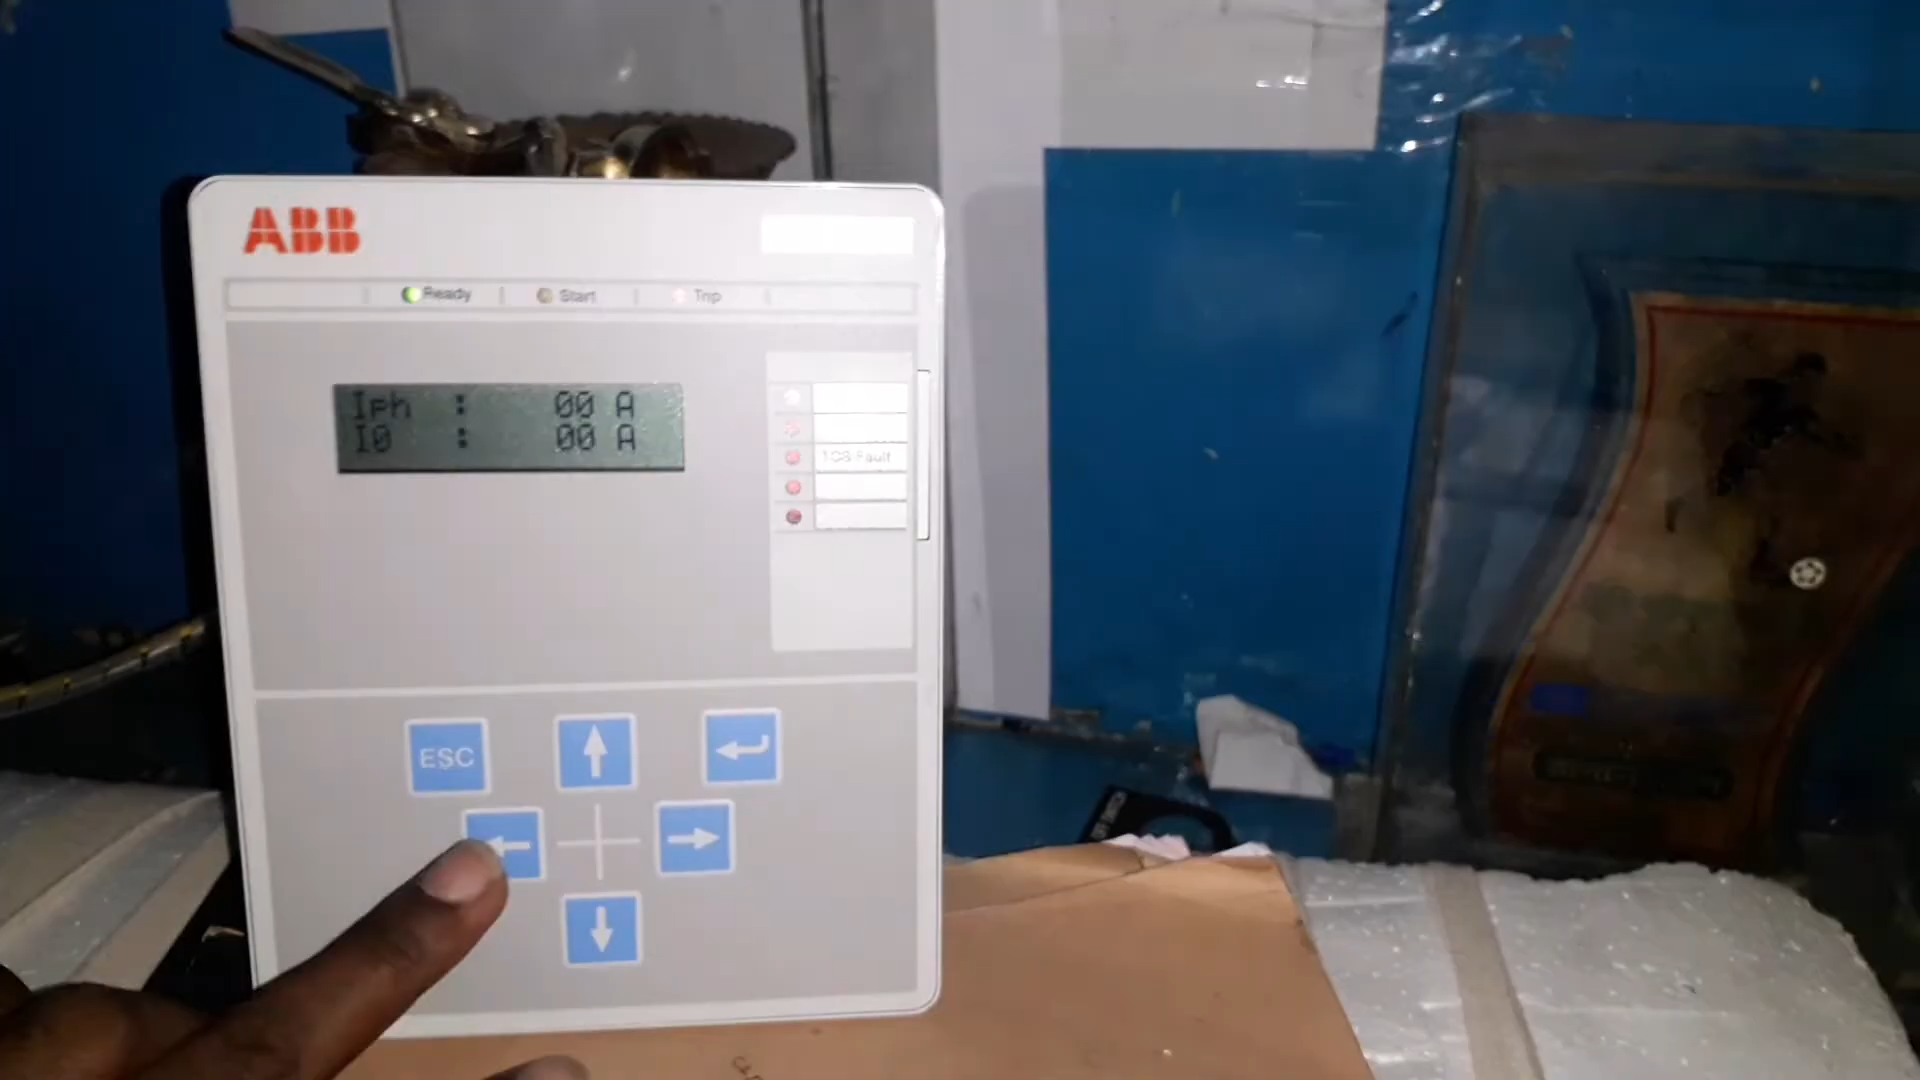 ABB
Ready Start Trip
Iph : 00 A
I0 : 00 A
TCS Fault
ESC